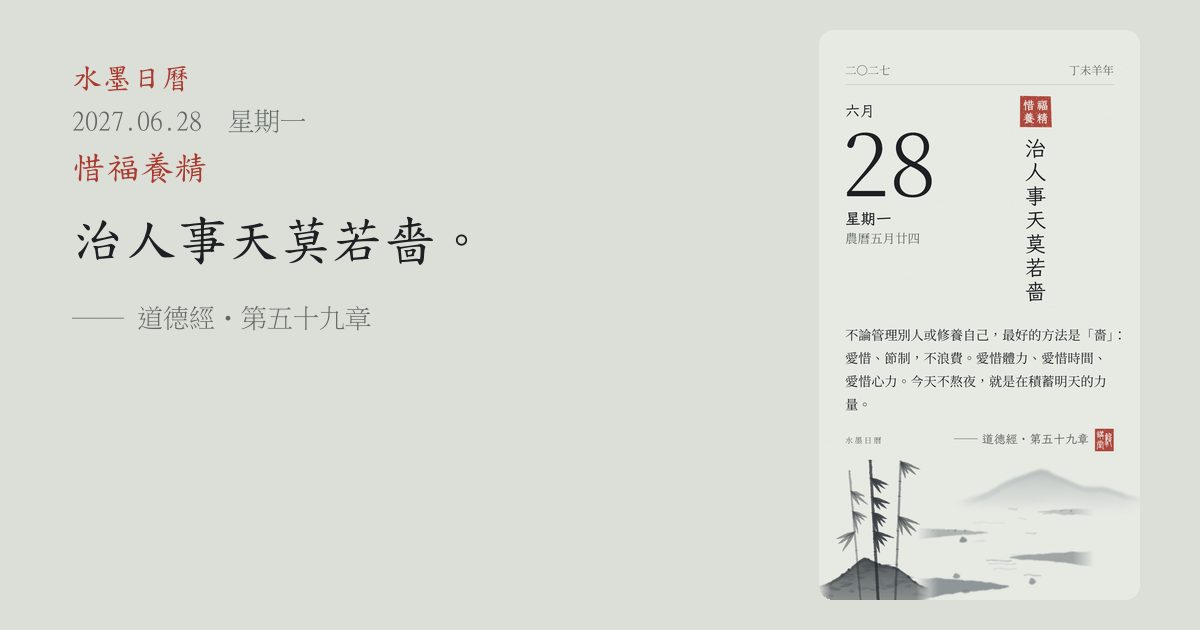 水墨日曆
2027.06.28 星期一
惜福養精
治人事天莫若嗇。
—— 道德經・第五十九章
二〇二七 丁未羊年
六月
28
星期一
農曆五月廿四
惜福
養精
治人事天莫若嗇
不論管理別人或修養自己，最好的方法是「嗇」：
愛惜、節制，不浪費。愛惜體力、愛惜時間、
愛惜心力。今天不熬夜，就是在積蓄明天的力
量。
水墨日曆 —— 道德經・第五十九章